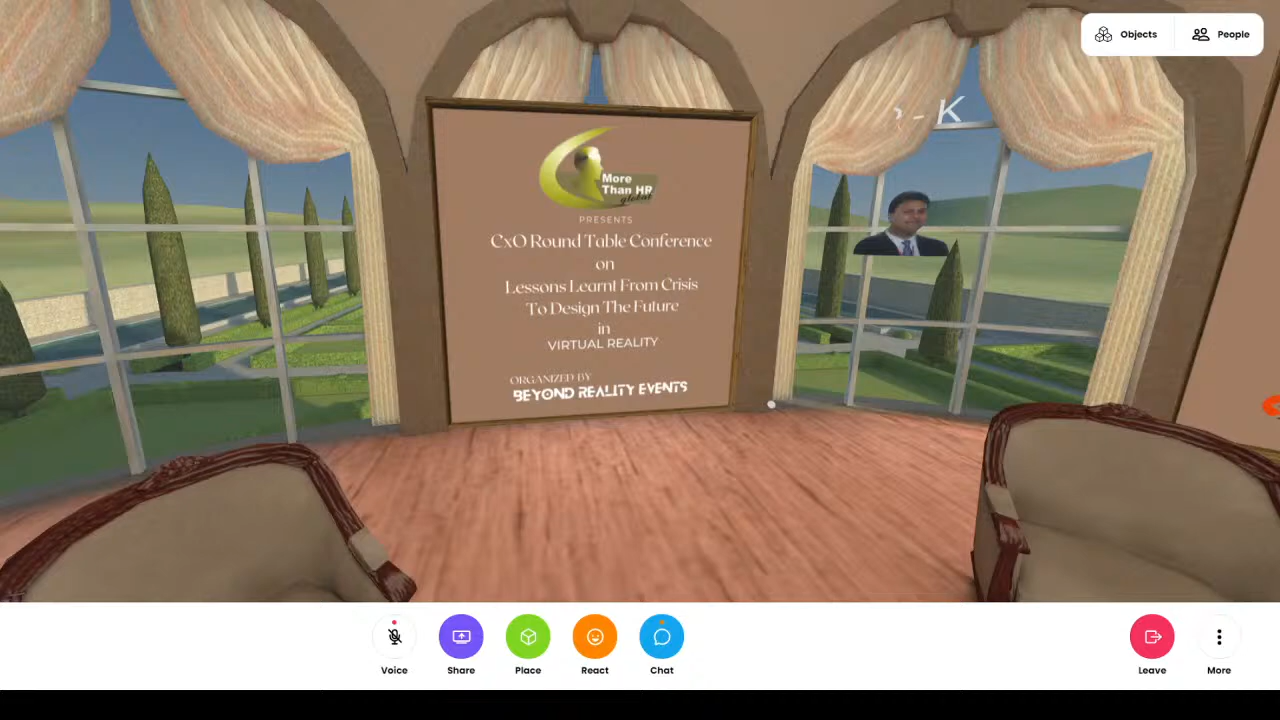 Objects
People
K
More
Than HR
global
PRESENTS
CxO Round Table Conference
on
Lessons Learnt From Crisis
To Design The Future
in
VIRTUAL REALITY
ORGANIZED BY
BEYOND REALITY EVENTS
Voice
Share
Place
React
Chat
Leave
More